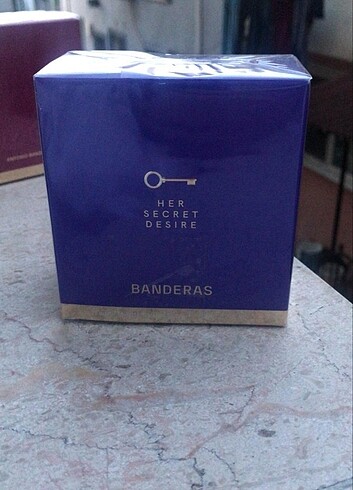 HER
SECRET
DESIRE
BANDERAS